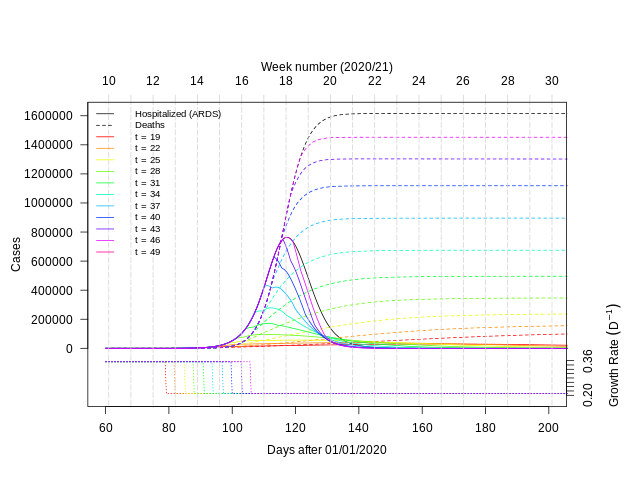 Week number (2020/21)
10 12 14 16 18 20 22 24 26 28 30
1600000
1400000
1200000
1000000
800000
600000
400000
200000
0
Cases
Hospitalized (ARDS)
Deaths
t = 19
t = 22
t = 25
t = 28
t = 31
t = 34
t = 37
t = 40
t = 43
t = 46
t = 49
0.36
0.20
Growth Rate (D⁻¹)
60 80 100 120 140 160 180 200
Days after 01/01/2020